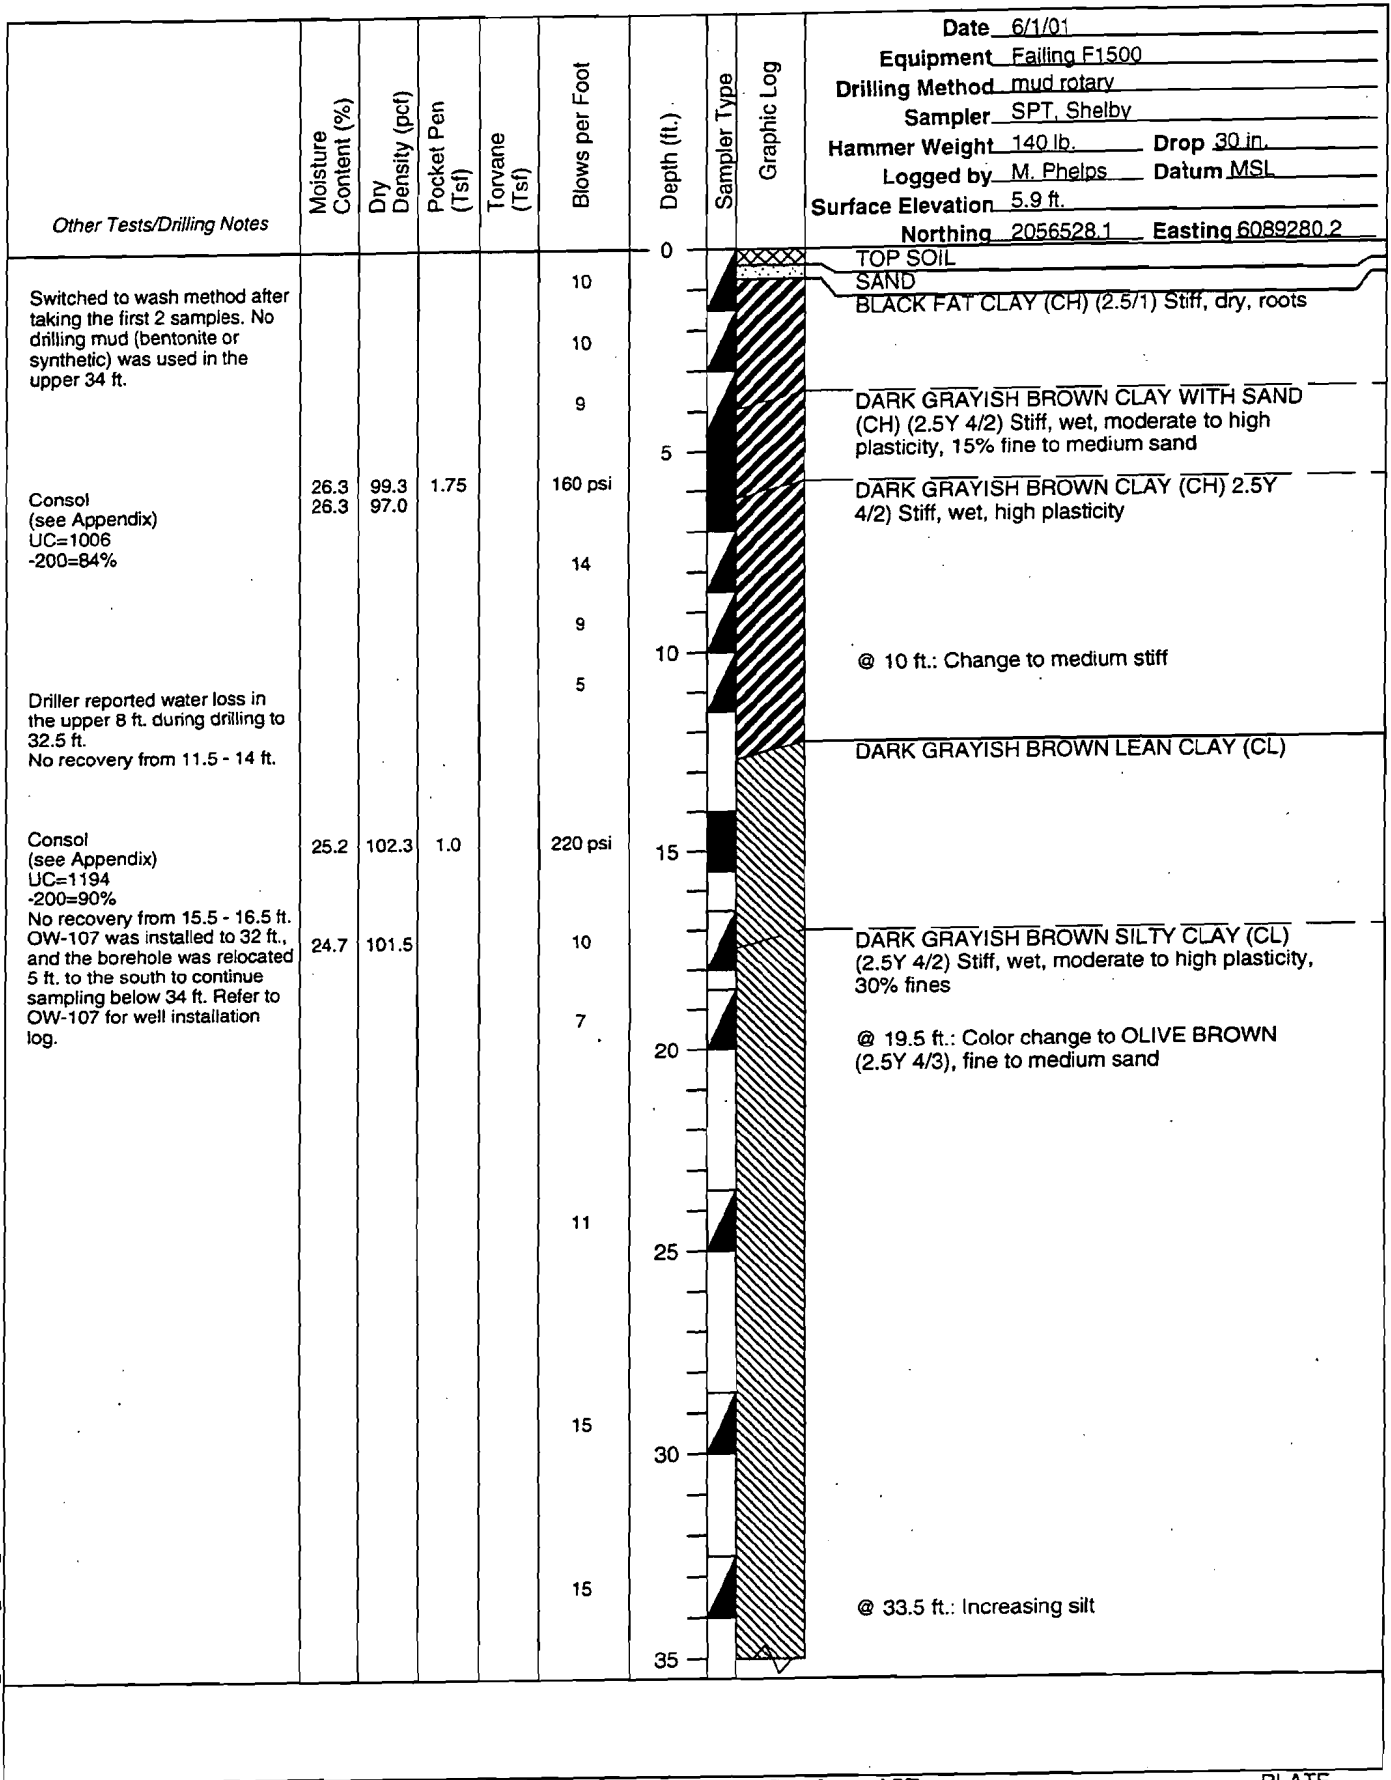 Date 6/1/01
Equipment Failing F1500
Drilling Method mud rotary
Sampler SPT, Shelby
Hammer Weight 140 lb. Drop 30 in.
Logged by M. Phelps Datum MSL
Surface Elevation 5.9 ft.
Northing 2056528.1 Easting 6089280.2
Other Tests/Drilling Notes
Moisture
Content (%)
Dry
Density (pcf)
Pocket Pen
(Tsf)
Torvane
(Tsf)
Blows per Foot
Depth (ft.)
Sampler Type
Graphic Log
0
TOP SOIL
SAND
10
BLACK FAT CLAY (CH) (2.5/1) Stiff, dry, roots
Switched to wash method after
taking the first 2 samples. No
drilling mud (bentonite or
synthetic) was used in the
upper 34 ft.
10
9
DARK GRAYISH BROWN CLAY WITH SAND
(CH) (2.5Y 4/2) Stiff, wet, moderate to high
plasticity, 15% fine to medium sand
5
26.3 99.3 1.75 160 psi
26.3 97.0
DARK GRAYISH BROWN CLAY (CH) 2.5Y
4/2) Stiff, wet, high plasticity
Consol
(see Appendix)
UC=1006
-200=84%
14
9
10
@ 10 ft.: Change to medium stiff
5
Driller reported water loss in
the upper 8 ft. during drilling to
32.5 ft.
No recovery from 11.5 - 14 ft.
DARK GRAYISH BROWN LEAN CLAY (CL)
Consol
(see Appendix)
UC=1194
-200=90%
25.2 102.3 1.0 220 psi
15
No recovery from 15.5 - 16.5 ft.
OW-107 was installed to 32 ft.,
and the borehole was relocated
5 ft. to the south to continue
sampling below 34 ft. Refer to
OW-107 for well installation
log.
24.7 101.5 10
DARK GRAYISH BROWN SILTY CLAY (CL)
(2.5Y 4/2) Stiff, wet, moderate to high plasticity,
30% fines
7
20
@ 19.5 ft.: Color change to OLIVE BROWN
(2.5Y 4/3), fine to medium sand
11
25
15
30
15
@ 33.5 ft.: Increasing silt
35
PLATE